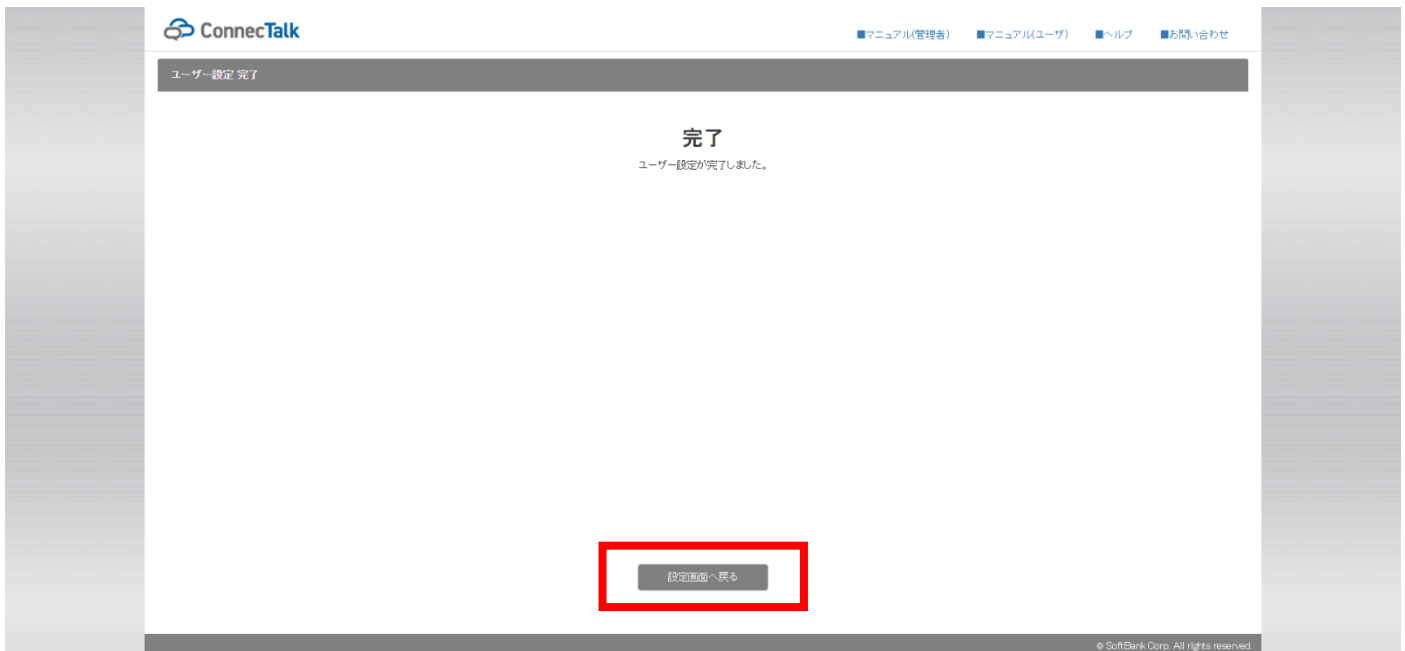 ConnecTalk
■マニュアル(管理者) ■マニュアル(ユーザ) ■ヘルプ ■お問い合わせ
ユーザー設定 完了
完了
ユーザー設定が完了しました。
設定画面へ戻る
© SoftBank Corp. All rights reserved.